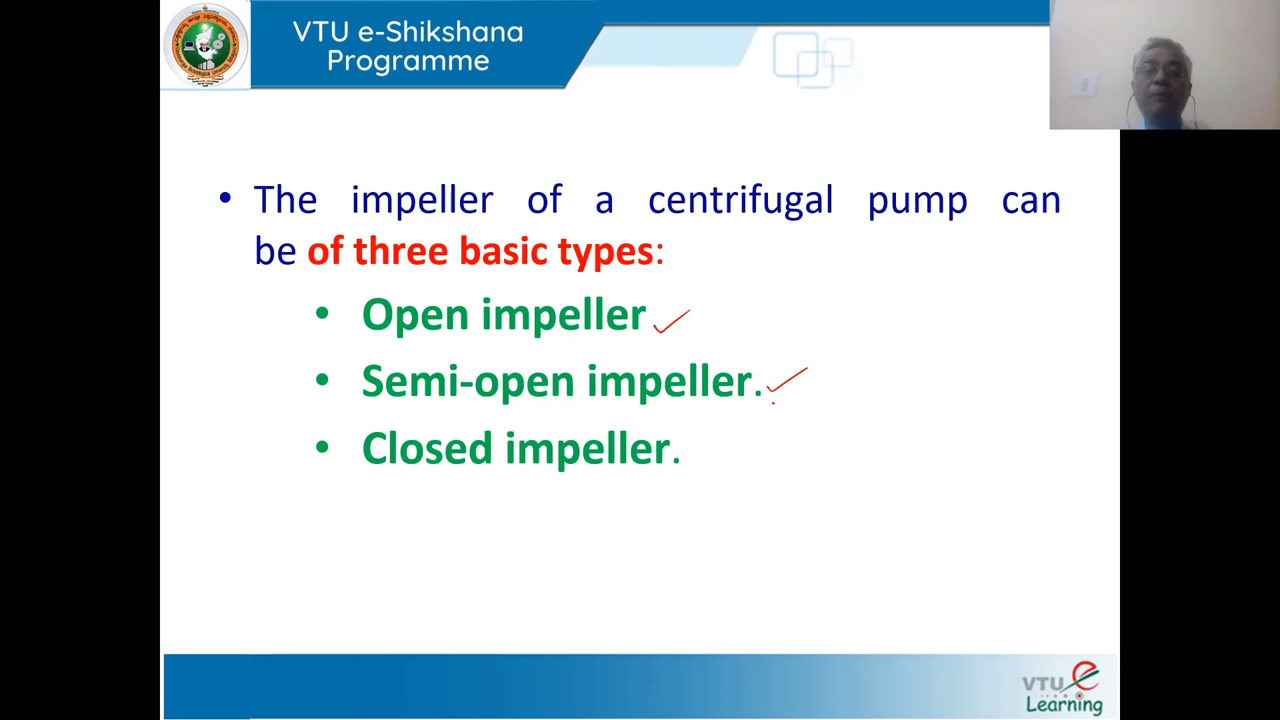 VTU e-Shikshana
Programme
• The impeller of a centrifugal pump can
be of three basic types:
• Open impeller
• Semi-open impeller.
• Closed impeller.
VTU e
Learning